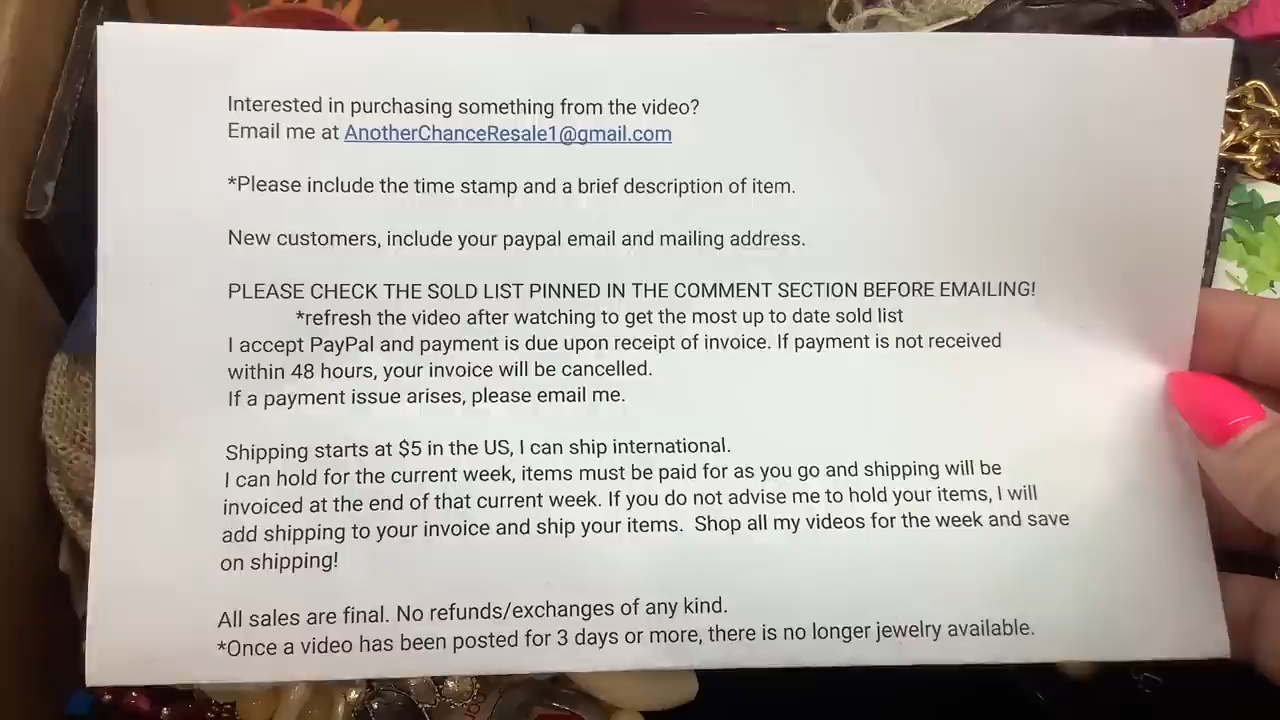 Interested in purchasing something from the video?
Email me at AnotherChanceResale1@gmail.com
*Please include the time stamp and a brief description of item.
New customers, include your paypal email and mailing address.
PLEASE CHECK THE SOLD LIST PINNED IN THE COMMENT SECTION BEFORE EMAILING!
*refresh the video after watching to get the most up to date sold list
I accept PayPal and payment is due upon receipt of invoice. If payment is not received
within 48 hours, your invoice will be cancelled.
If a payment issue arises, please email me.
Shipping starts at $5 in the US, I can ship international.
I can hold for the current week, items must be paid for as you go and shipping will be
invoiced at the end of that current week. If you do not advise me to hold your items, I will
add shipping to your invoice and ship your items.  Shop all my videos for the week and save
on shipping!
All sales are final. No refunds/exchanges of any kind.
*Once a video has been posted for 3 days or more, there is no longer jewelry available.